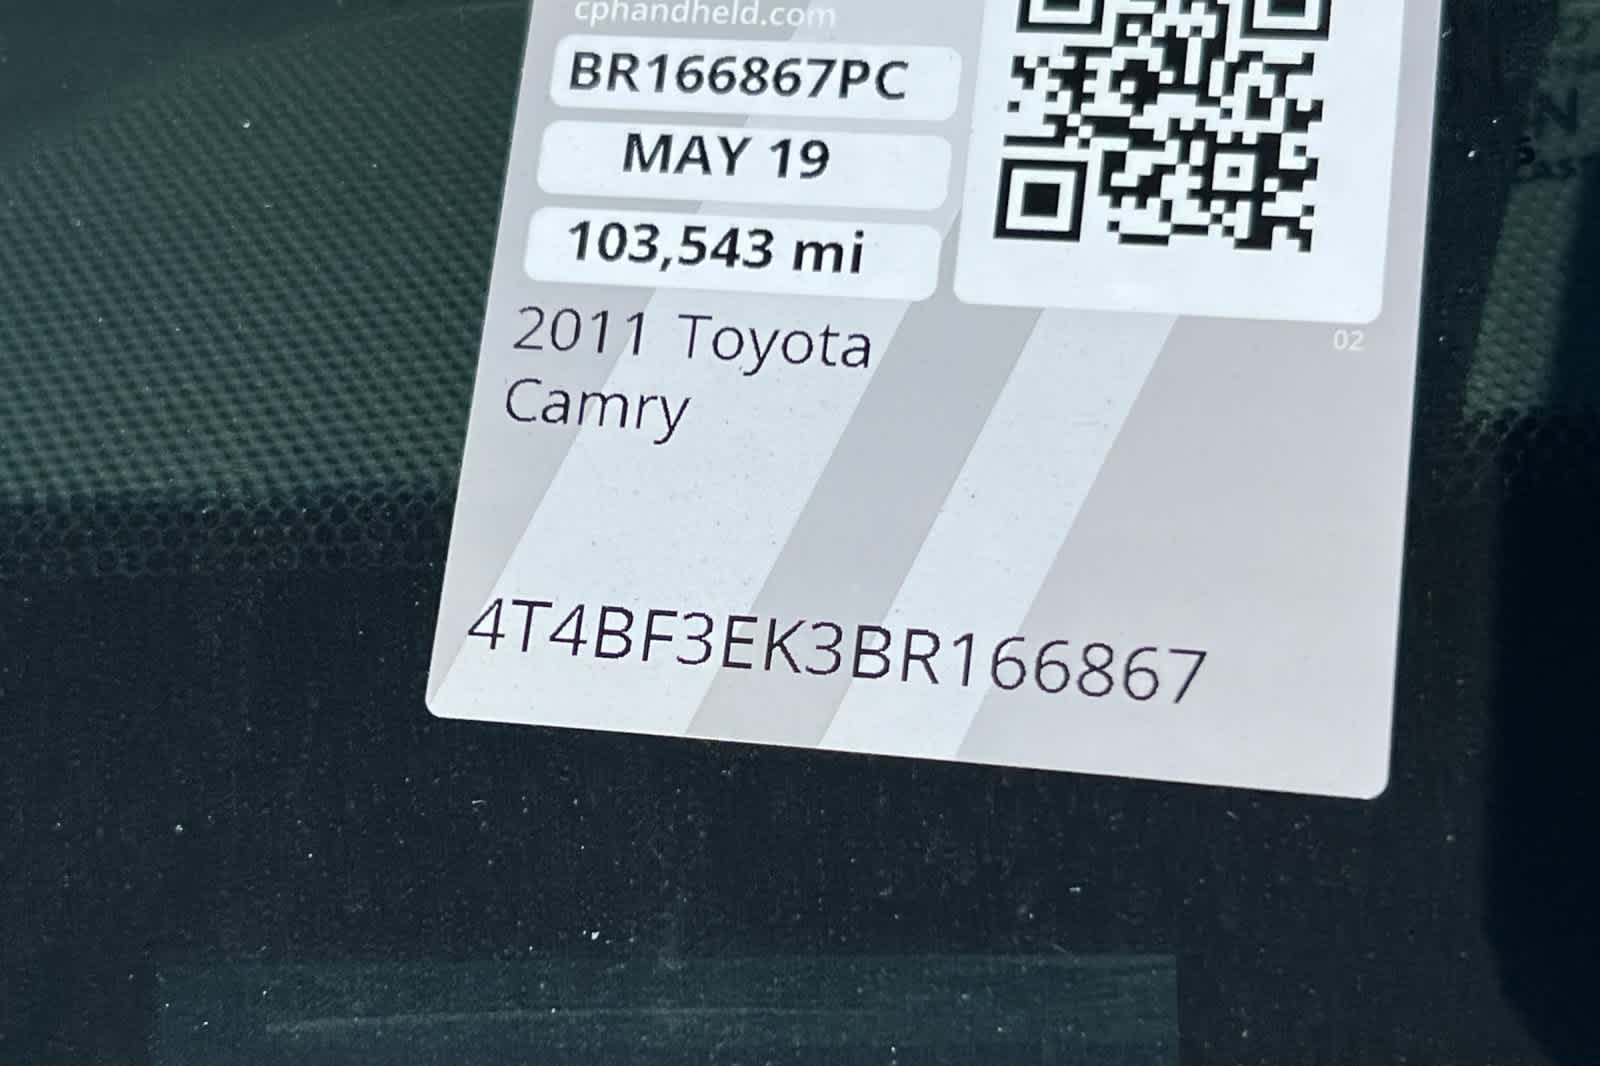 cphandheld.com
BR166867PC
MAY 19
103,543 mi
02
2011 Toyota
Camry
4T4BF3EK3BR166867